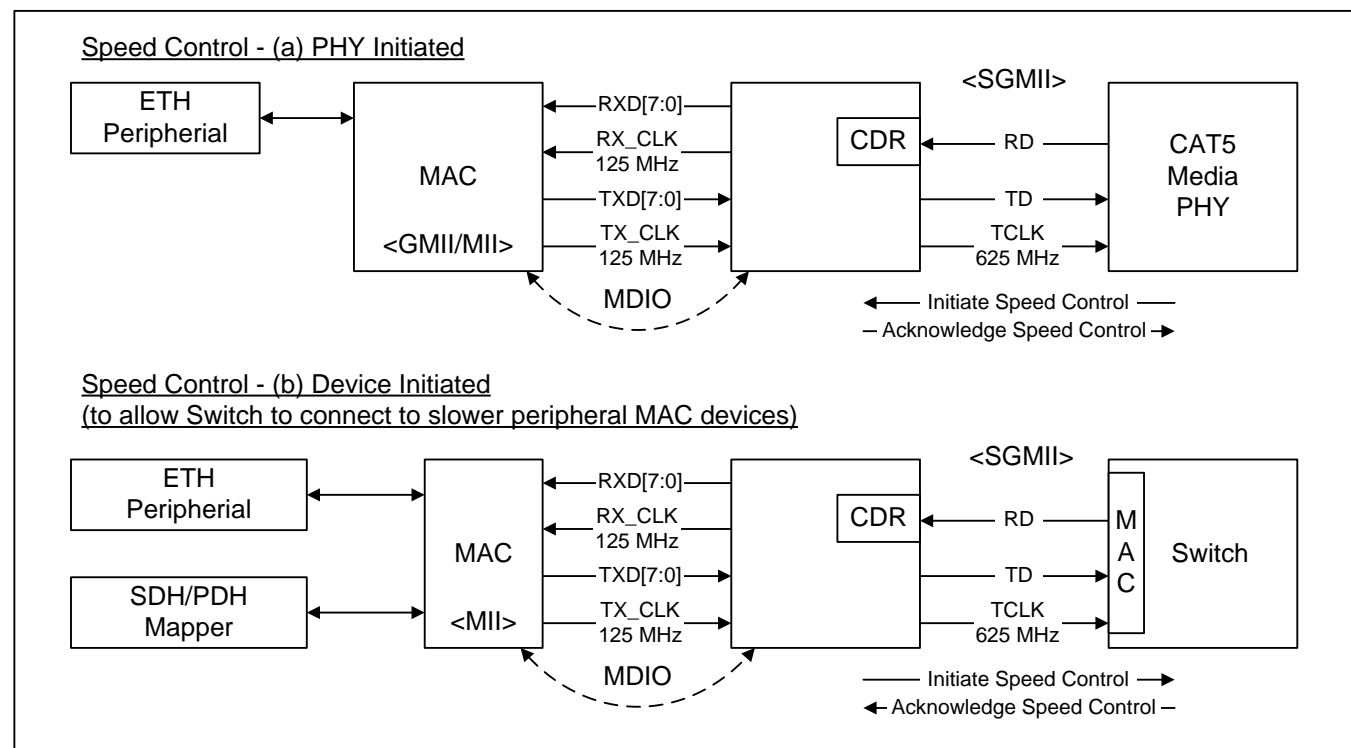 Speed Control - (a) PHY Initiated
<SGMII>
ETH
Peripherial
MAC
<GMII/MII>
RXD[7:0]
RX_CLK
125 MHz
TXD[7:0]
TX_CLK
125 MHz
MDIO
CDR
RD
TD
TCLK
625 MHz
CAT5
Media
PHY
Initiate Speed Control
Acknowledge Speed Control
Speed Control - (b) Device Initiated
(to allow Switch to connect to slower peripheral MAC devices)
<SGMII>
ETH
Peripherial
SDH/PDH
Mapper
MAC
<MII>
RXD[7:0]
RX_CLK
125 MHz
TXD[7:0]
TX_CLK
125 MHz
MDIO
CDR
RD
TD
TCLK
625 MHz
M
A
C
Switch
Initiate Speed Control
Acknowledge Speed Control